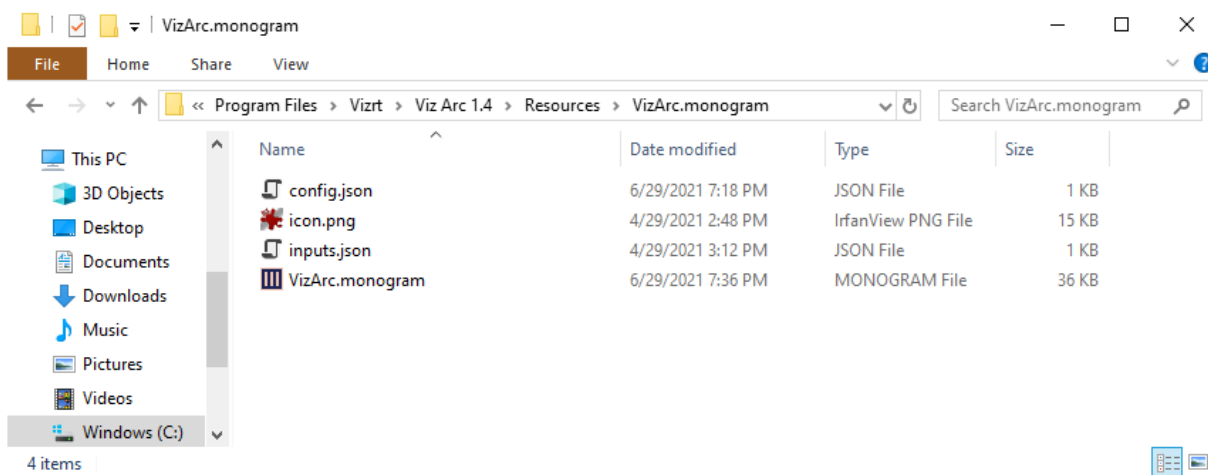 VizArc.monogram
File Home Share View
« Program Files > Vizrt > Viz Arc 1.4 > Resources > VizArc.monogram Search VizArc.monogram
This PC
3D Objects
Desktop
Documents
Downloads
Music
Pictures
Videos
Windows (C:)
Name Date modified Type Size
config.json 6/29/2021 7:18 PM JSON File 1 KB
icon.png 4/29/2021 2:48 PM IrfanView PNG File 15 KB
inputs.json 4/29/2021 3:12 PM JSON File 1 KB
VizArc.monogram 6/29/2021 7:36 PM MONOGRAM File 36 KB
4 items